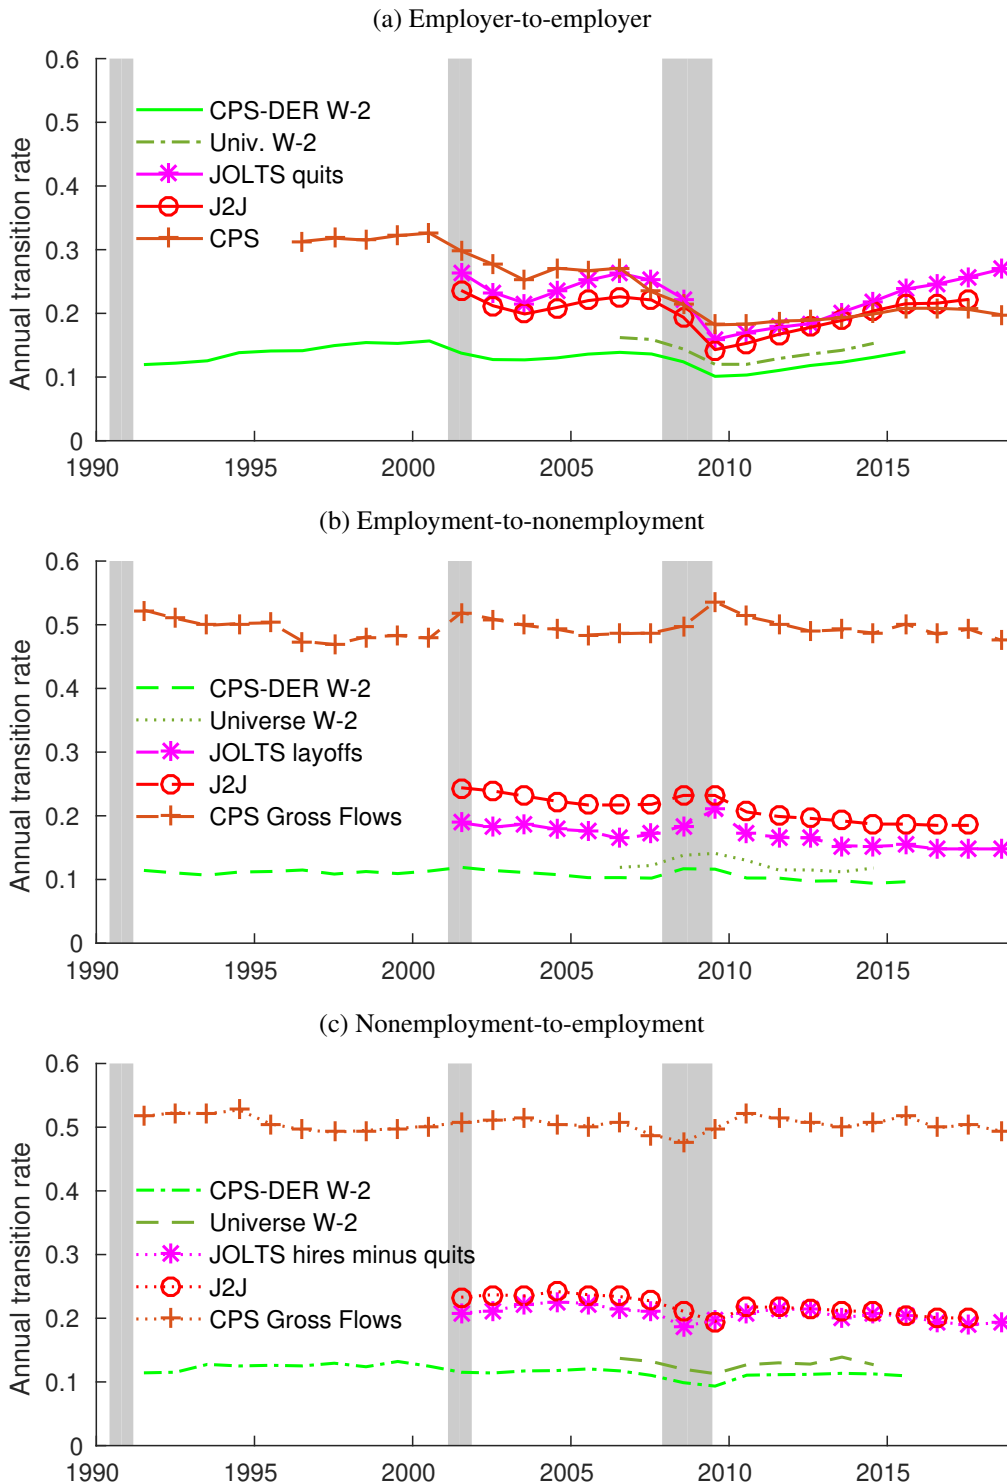 (a) Employer-to-employer
0.6
0.5
0.4
0.3
0.2
0.1
0
Annual transition rate
CPS-DER W-2
Univ. W-2
JOLTS quits
J2J
CPS
1990 1995 2000 2005 2010 2015
(b) Employment-to-nonemployment
0.6
0.5
0.4
0.3
0.2
0.1
0
Annual transition rate
CPS-DER W-2
Universe W-2
JOLTS layoffs
J2J
CPS Gross Flows
1990 1995 2000 2005 2010 2015
(c) Nonemployment-to-employment
0.6
0.5
0.4
0.3
0.2
0.1
0
Annual transition rate
CPS-DER W-2
Universe W-2
JOLTS hires minus quits
J2J
CPS Gross Flows
1990 1995 2000 2005 2010 2015